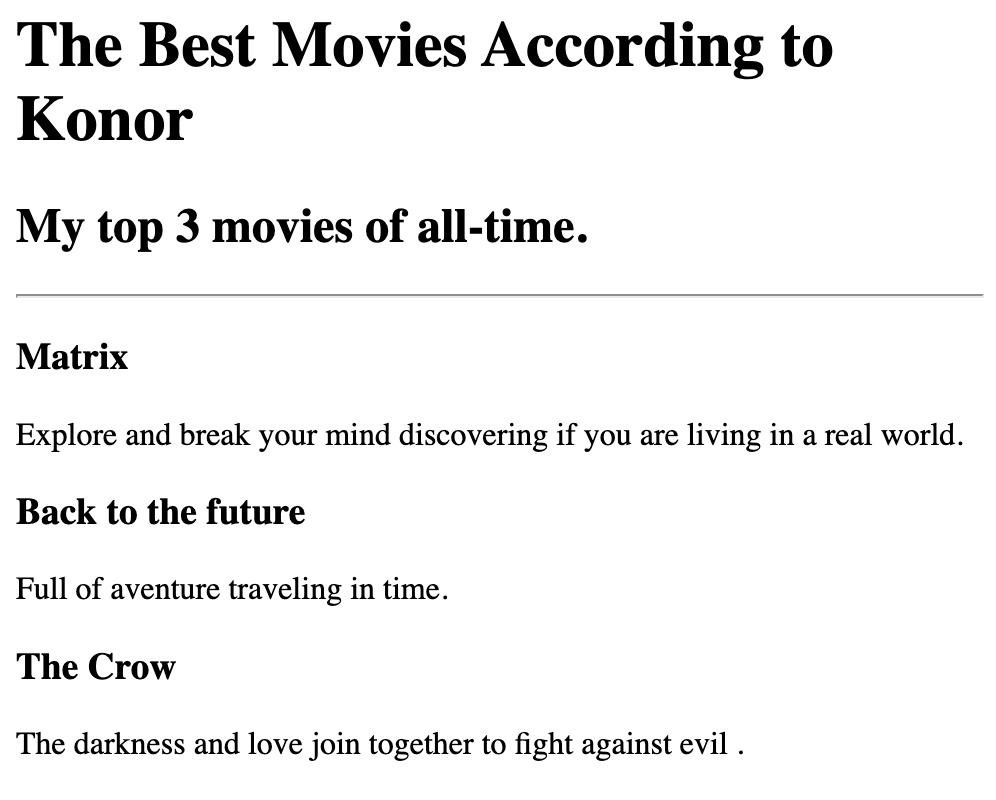 The Best Movies According to
Konor
My top 3 movies of all-time.
Matrix
Explore and break your mind discovering if you are living in a real world.
Back to the future
Full of aventure traveling in time.
The Crow
The darkness and love join together to fight against evil .